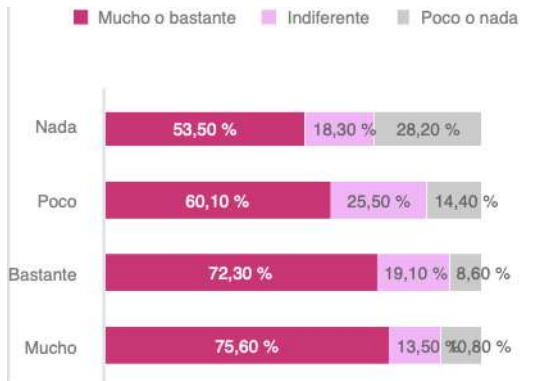 Mucho o bastante Indiferente Poco o nada
Nada 53,50 % 18,30 % 28,20 %
Poco 60,10 % 25,50 % 14,40 %
Bastante 72,30 % 19,10 % 8,60 %
Mucho 75,60 % 13,50 % 10,80 %